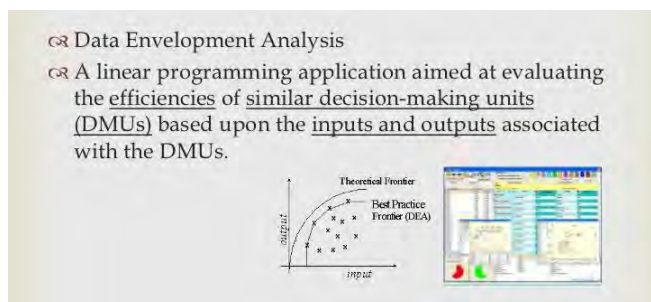 Data Envelopment Analysis
A linear programming application aimed at evaluating
the efficiencies of similar decision-making units
(DMUs) based upon the inputs and outputs associated
with the DMUs.
Theoretical Frontier
Best Practice
Frontier (DEA)
output
input